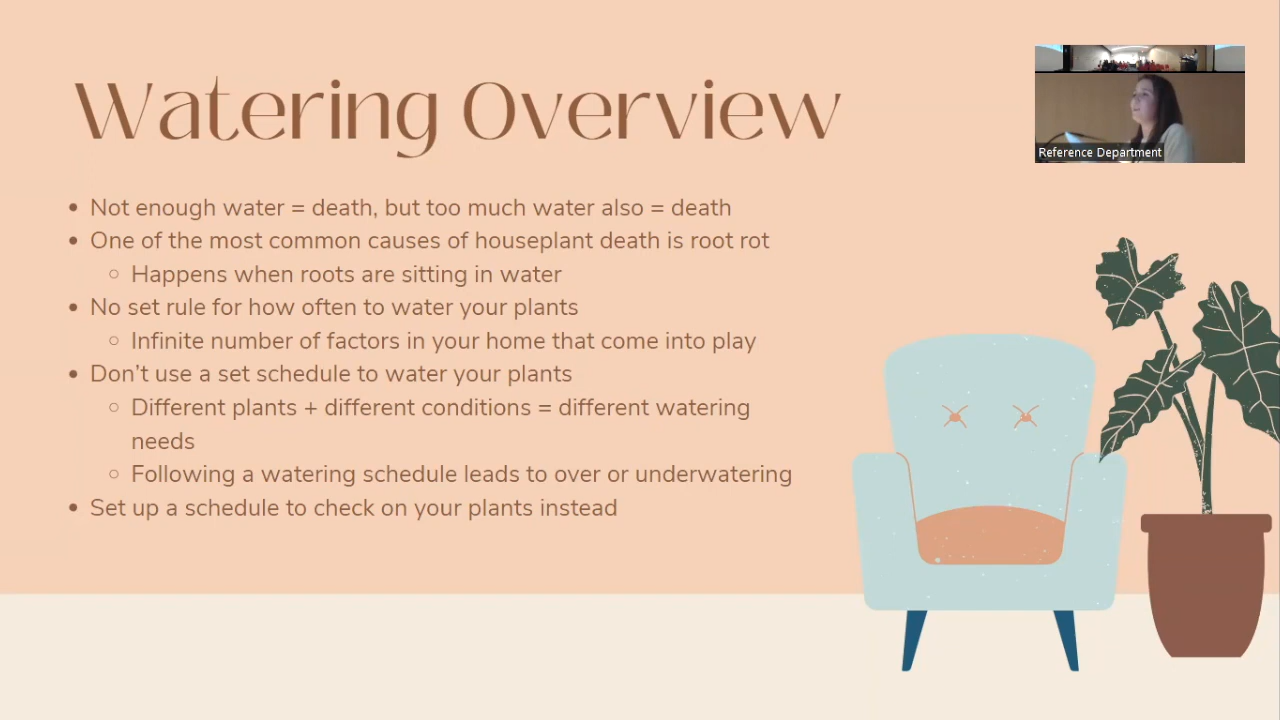 Watering Overview
Reference Department
• Not enough water = death, but too much water also = death
• One of the most common causes of houseplant death is root rot
○ Happens when roots are sitting in water
• No set rule for how often to water your plants
○ Infinite number of factors in your home that come into play
• Don’t use a set schedule to water your plants
○ Different plants + different conditions = different watering
needs
○ Following a watering schedule leads to over or underwatering
• Set up a schedule to check on your plants instead